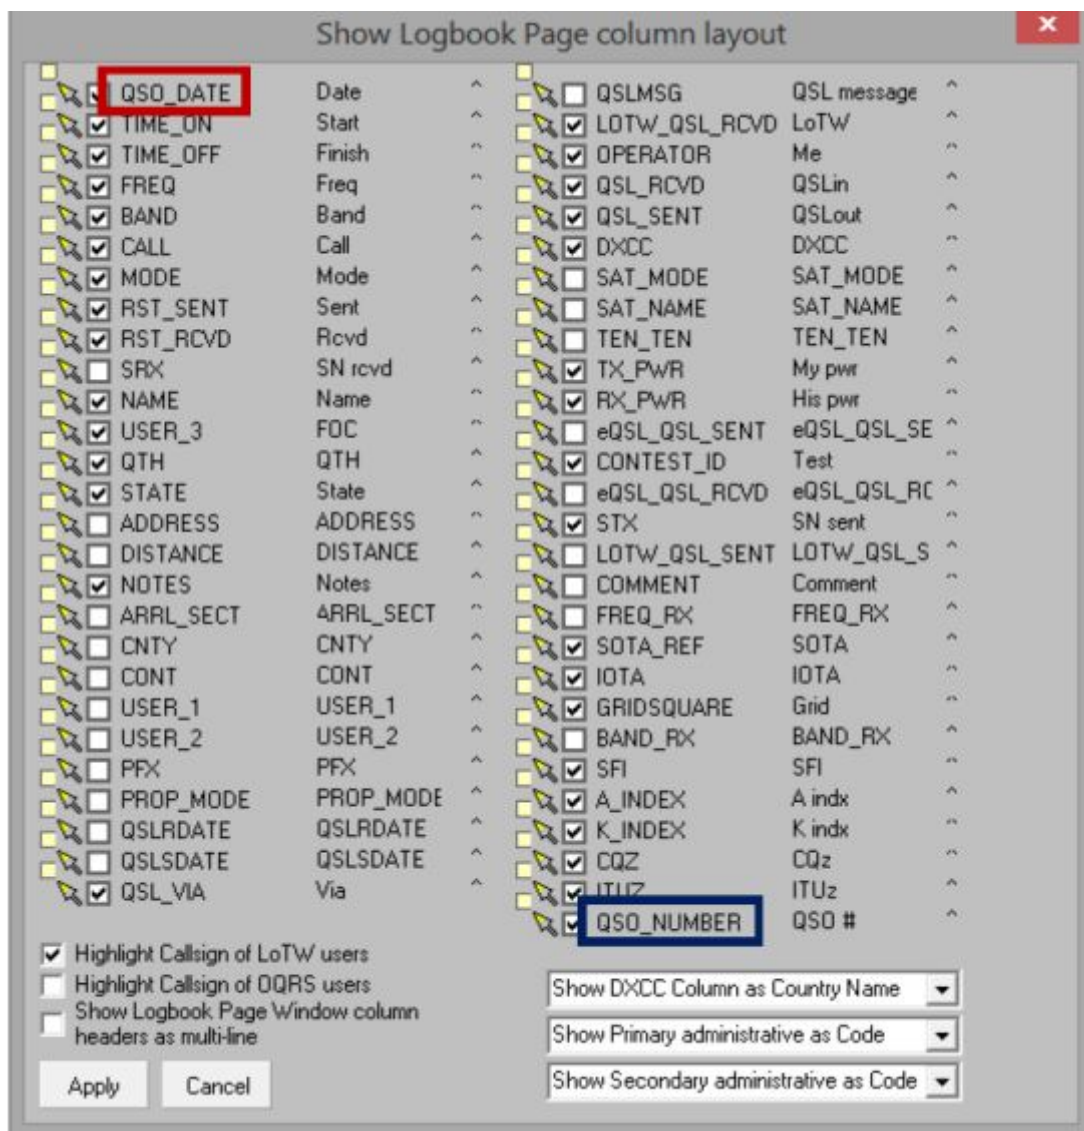 Show Logbook Page column layout
QSO_DATE Date
TIME_ON Start
TIME_OFF Finish
FREQ Freq
BAND Band
CALL Call
MODE Mode
RST_SENT Sent
RST_RCVD Rcvd
SRX SN rcvd
NAME Name
USER_3 FOC
QTH QTH
STATE State
ADDRESS ADDRESS
DISTANCE DISTANCE
NOTES Notes
ARRL_SECT ARRL_SECT
CNTY CNTY
CONT CONT
USER_1 USER_1
USER_2 USER_2
PFX PFX
PROP_MODE PROP_MODE
QSLRDATE QSLRDATE
QSLSDATE QSLSDATE
QSL_VIA Via
QSLMSG QSL message
LOTW_QSL_RCVD LoTW
OPERATOR Me
QSL_RCVD QSLin
QSL_SENT QSLout
DXCC DXCC
SAT_MODE SAT_MODE
SAT_NAME SAT_NAME
TEN_TEN TEN_TEN
TX_PWR My pwr
RX_PWR His pwr
eQSL_QSL_SENT eQSL_QSL_SE
CONTEST_ID Test
eQSL_QSL_RCVD eQSL_QSL_RC
STX SN sent
LOTW_QSL_SENT LOTW_QSL_S
COMMENT Comment
FREQ_RX FREQ_RX
SOTA_REF SOTA
IOTA IOTA
GRIDSQUARE Grid
BAND_RX BAND_RX
SFI SFI
A_INDEX A indx
K_INDEX K indx
CQZ CQz
ITUZ ITUz
QSO_NUMBER QSO #
Highlight Callsign of LoTW users
Highlight Callsign of OQRS users
Show Logbook Page Window column
headers as multi-line
Apply Cancel
Show DXCC Column as Country Name
Show Primary administrative as Code
Show Secondary administrative as Code